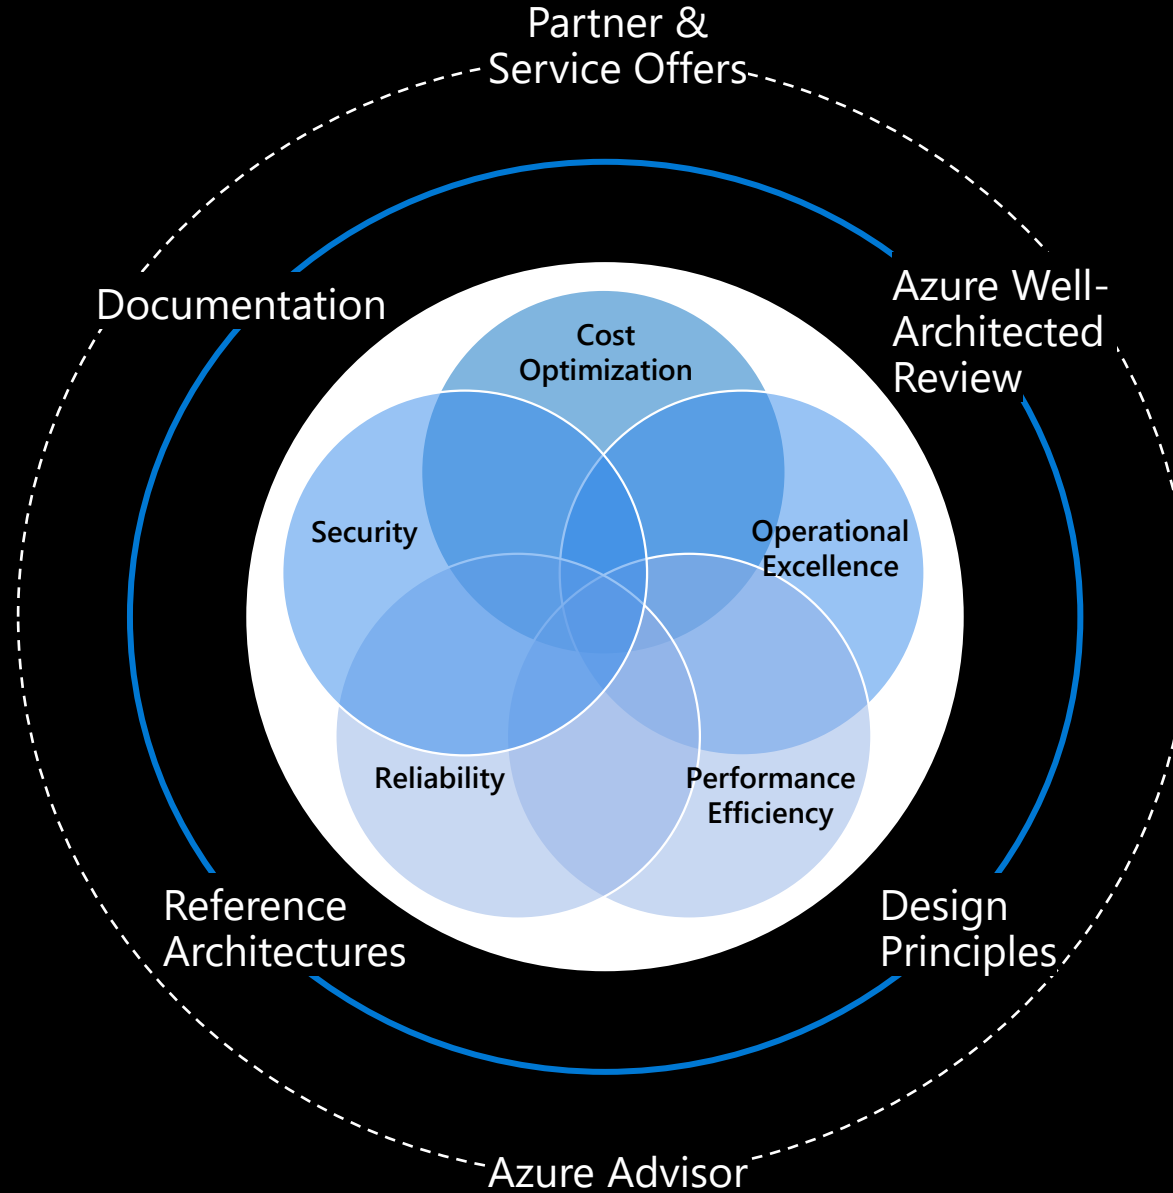 Partner &
Service Offers
Documentation
Azure Well-
Architected
Review
Cost
Optimization
Security
Operational
Excellence
Reliability
Performance
Efficiency
Reference
Architectures
Design
Principles
Azure Advisor